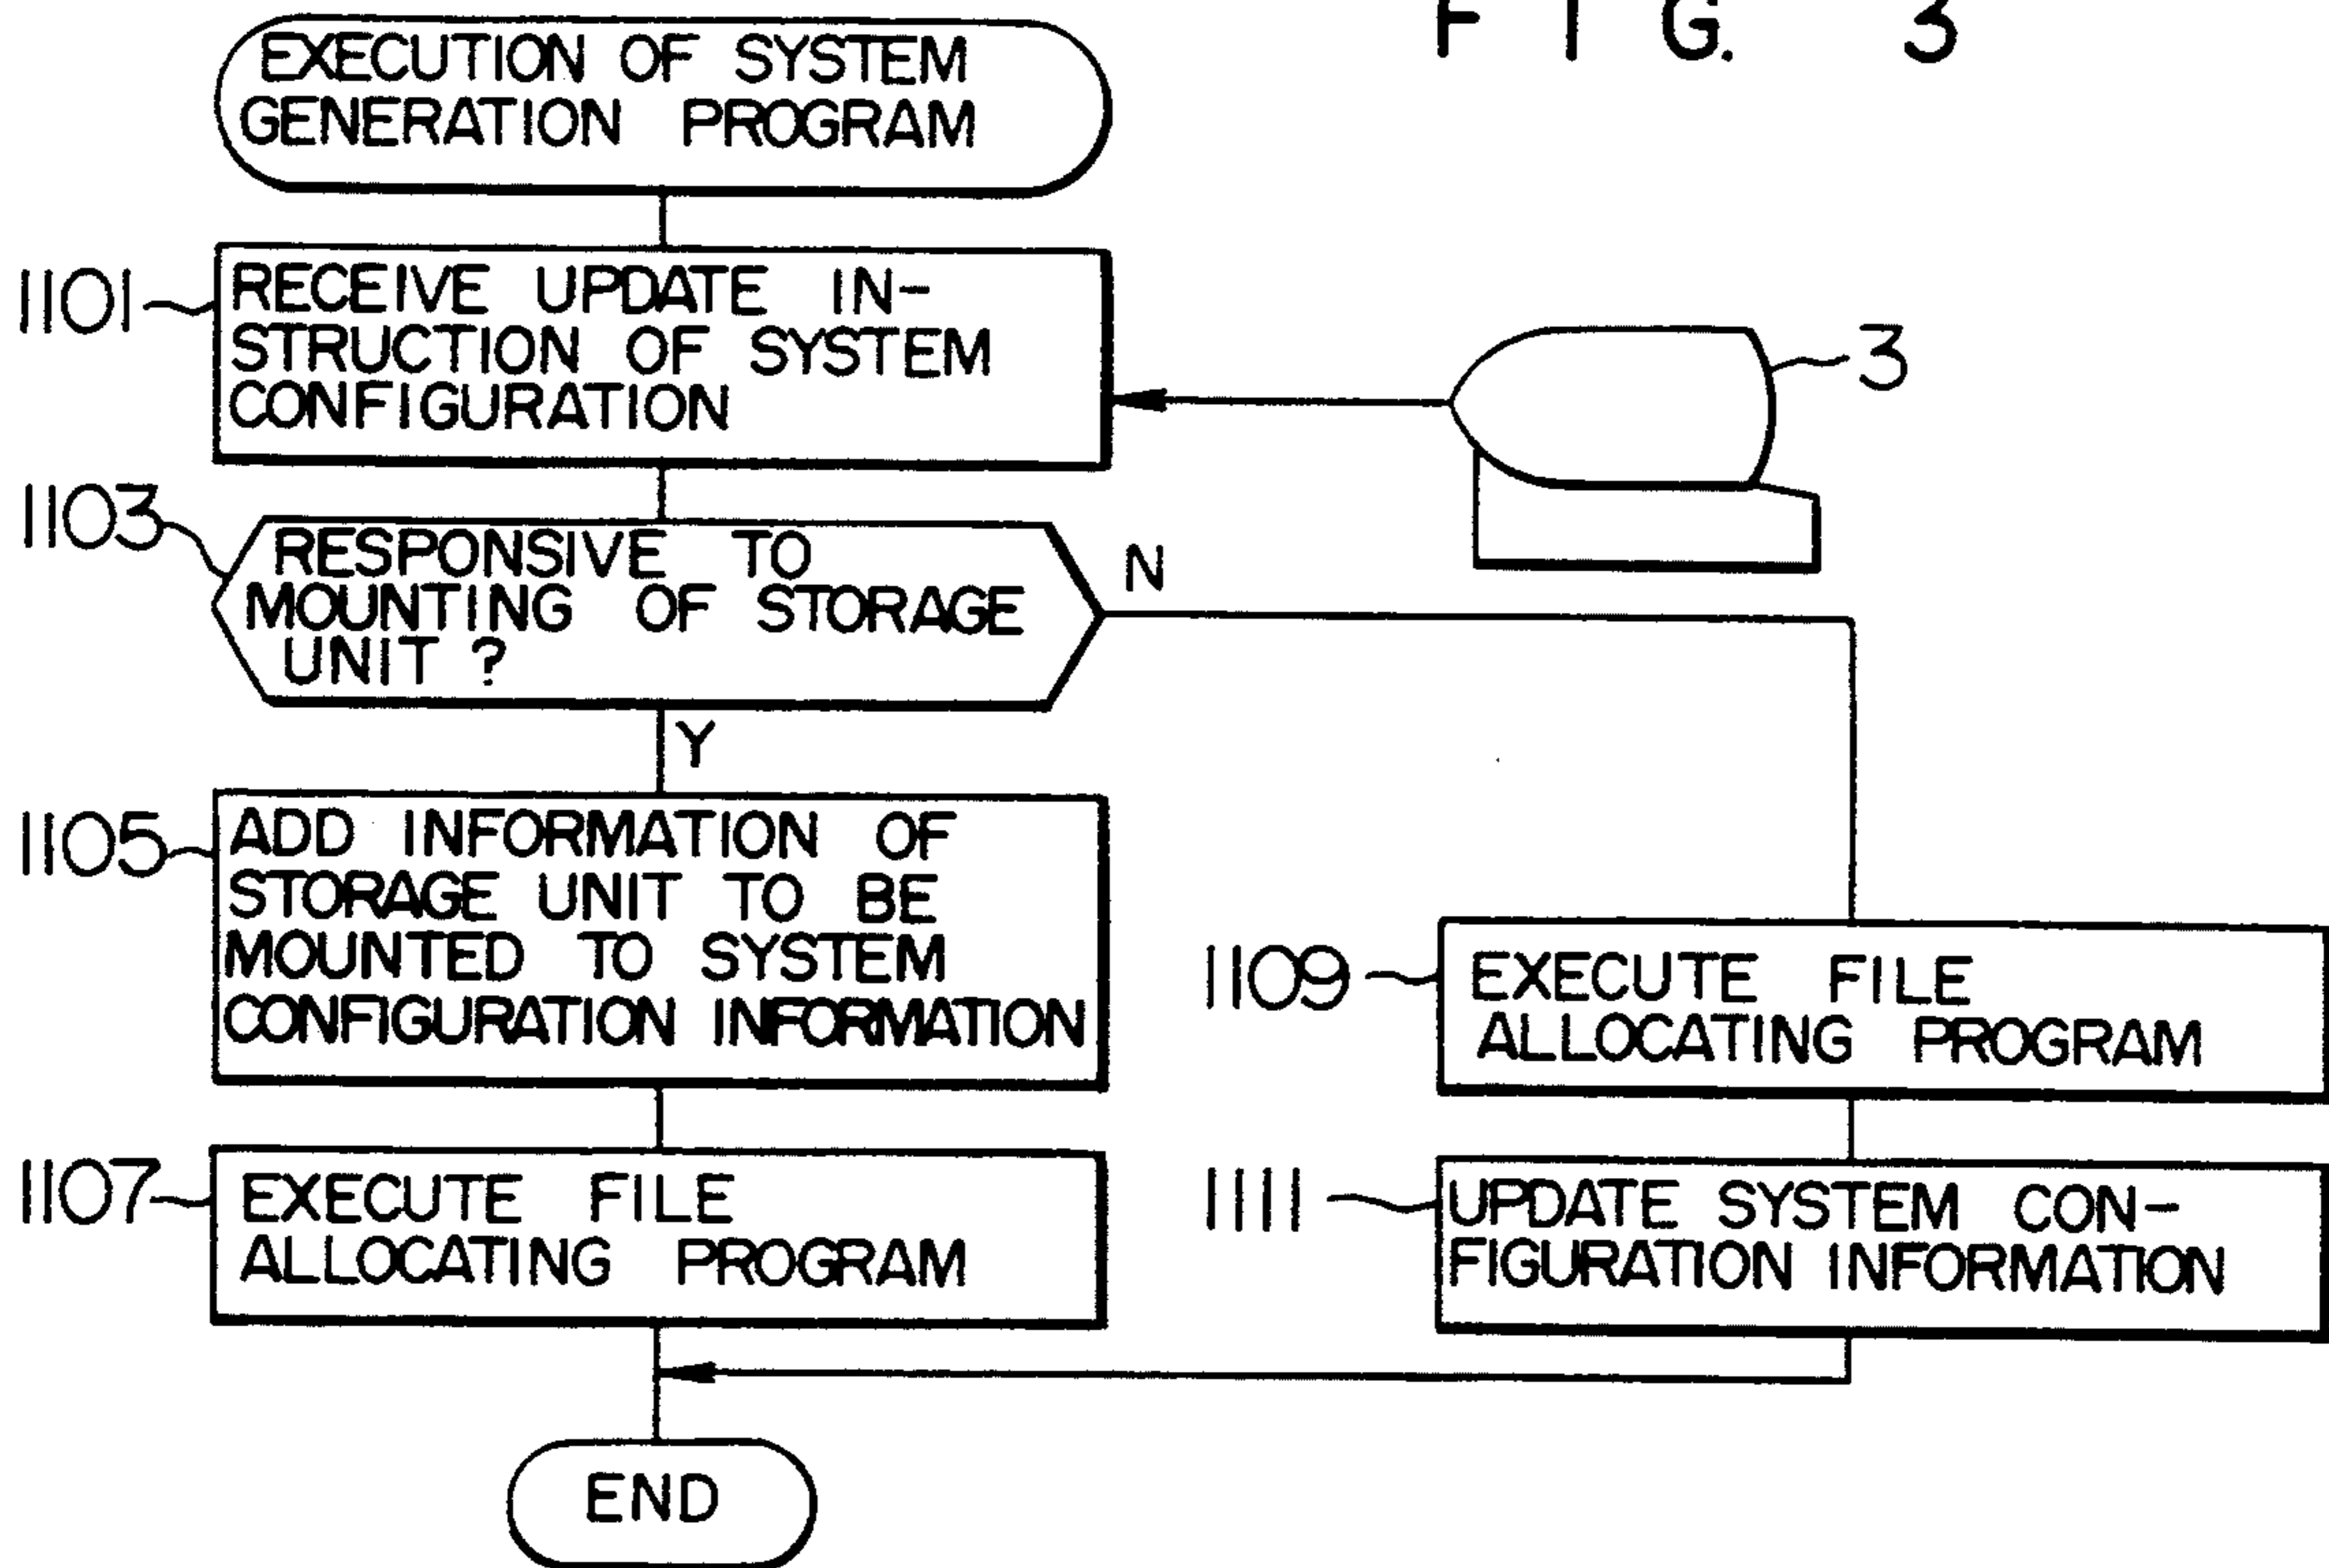 F I G. 3
EXECUTION OF SYSTEM
GENERATION PROGRAM
1101
RECEIVE UPDATE IN-
STRUCTION OF SYSTEM
CONFIGURATION
3
1103
RESPONSIVE TO
MOUNTING OF STORAGE
UNIT ?
N
Y
1105
ADD INFORMATION OF
STORAGE UNIT TO BE
MOUNTED TO SYSTEM
CONFIGURATION INFORMATION
1107
EXECUTE FILE
ALLOCATING PROGRAM
1109
EXECUTE FILE
ALLOCATING PROGRAM
1111
UPDATE SYSTEM CON-
FIGURATION INFORMATION
END